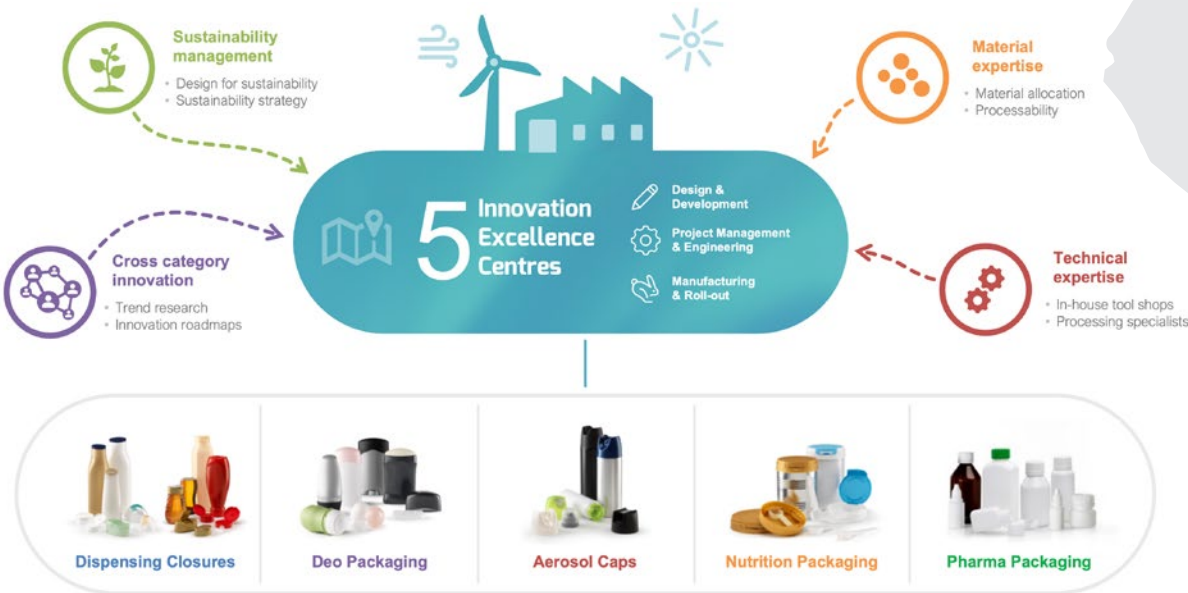 Sustainability
management
• Design for sustainability
• Sustainability strategy
Material
expertise
• Material allocation
• Processability
5 Innovation
Excellence
Centres
Design &
Development
Project Management
& Engineering
Manufacturing
& Roll-out
Cross category
innovation
• Trend research
• Innovation roadmaps
Technical
expertise
• In-house tool shops
• Processing specialists
Dispensing Closures
Deo Packaging
Aerosol Caps
Nutrition Packaging
Pharma Packaging